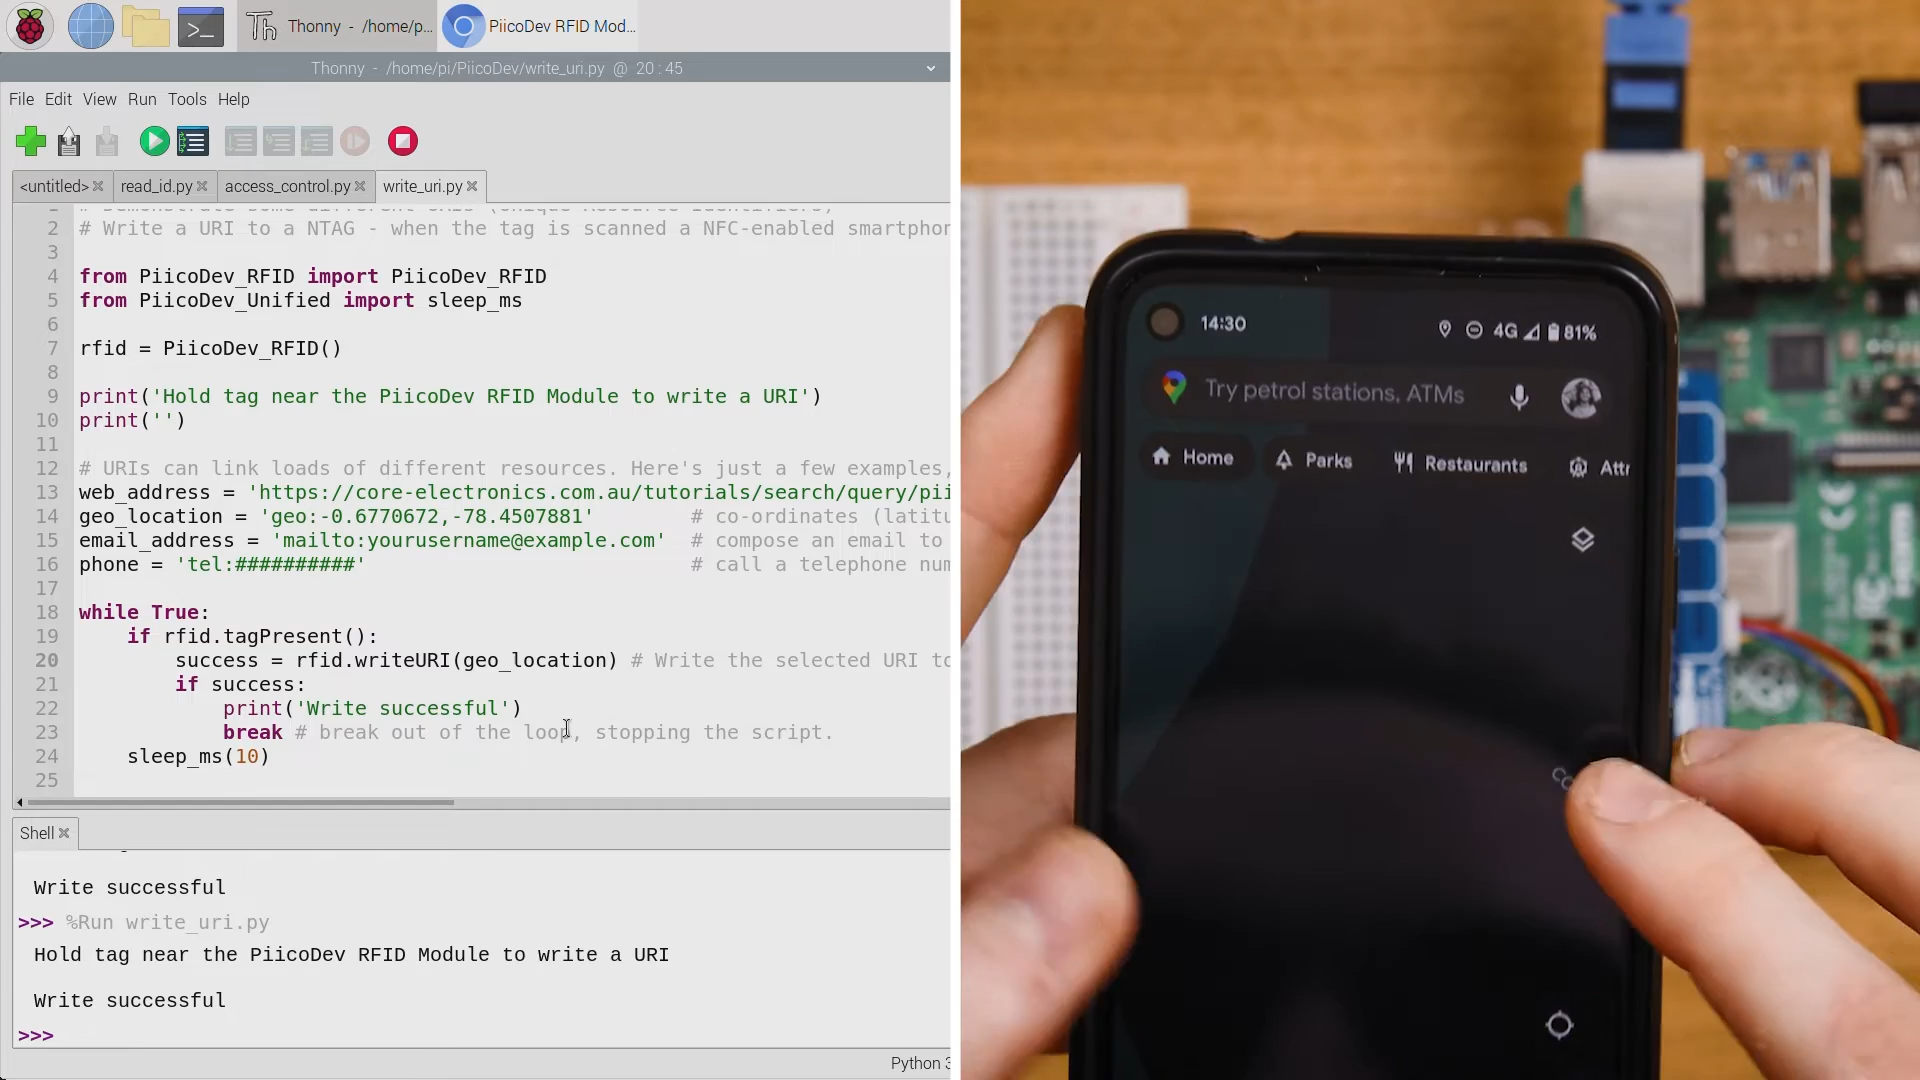 Thonny - /home/p...
PiicoDev RFID Mod...
Thonny - /home/pi/PiicoDev/write_uri.py @ 20 : 45
File Edit View Run Tools Help
<untitled> read_id.py access_control.py write_uri.py
2 # Write a URI to a NTAG - when the tag is scanned a NFC-enabled smartphon
3
4 from PiicoDev_RFID import PiicoDev_RFID
5 from PiicoDev_Unified import sleep_ms
6
7 rfid = PiicoDev_RFID()
8
9 print('Hold tag near the PiicoDev RFID Module to write a URI')
10 print('')
11
12 # URIs can link loads of different resources. Here's just a few examples,
13 web_address = 'https://core-electronics.com.au/tutorials/search/query/pii
14 geo_location = 'geo:-0.6770672,-78.4507881' # co-ordinates (latitu
15 email_address = 'mailto:yourusername@example.com' # compose an email to
16 phone = 'tel:##########' # call a telephone num
17
18 while True:
19 if rfid.tagPresent():
20 success = rfid.writeURI(geo_location) # Write the selected URI to
21 if success:
22 print('Write successful')
23 break # break out of the loop, stopping the script.
24 sleep_ms(10)
25
Shell
Write successful
>>> %Run write_uri.py
Hold tag near the PiicoDev RFID Module to write a URI
Write successful
>>>
Python 3
14:30 4G 81%
Try petrol stations, ATMs
Home Parks Restaurants Attr